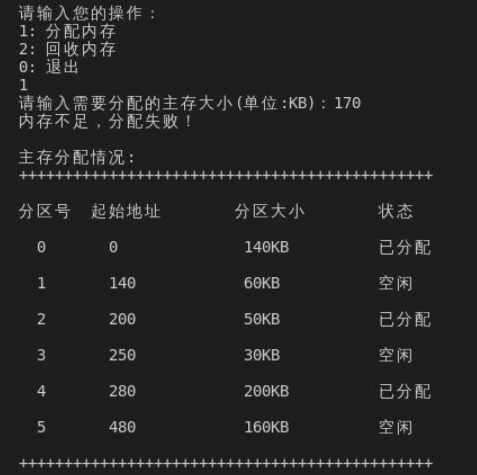 请输入您的操作：
1: 分配内存
2: 回收内存
0: 退出
1
请输入需要分配的主存大小(单位:KB)：170
内存不足，分配失败！
主存分配情况:
++++++++++++++++++++++++++++++++++++++++++++++
分区号 起始地址 分区大小 状态
0 0 140KB 已分配
1 140 60KB 空闲
2 200 50KB 已分配
3 250 30KB 空闲
4 280 200KB 已分配
5 480 160KB 空闲
++++++++++++++++++++++++++++++++++++++++++++++